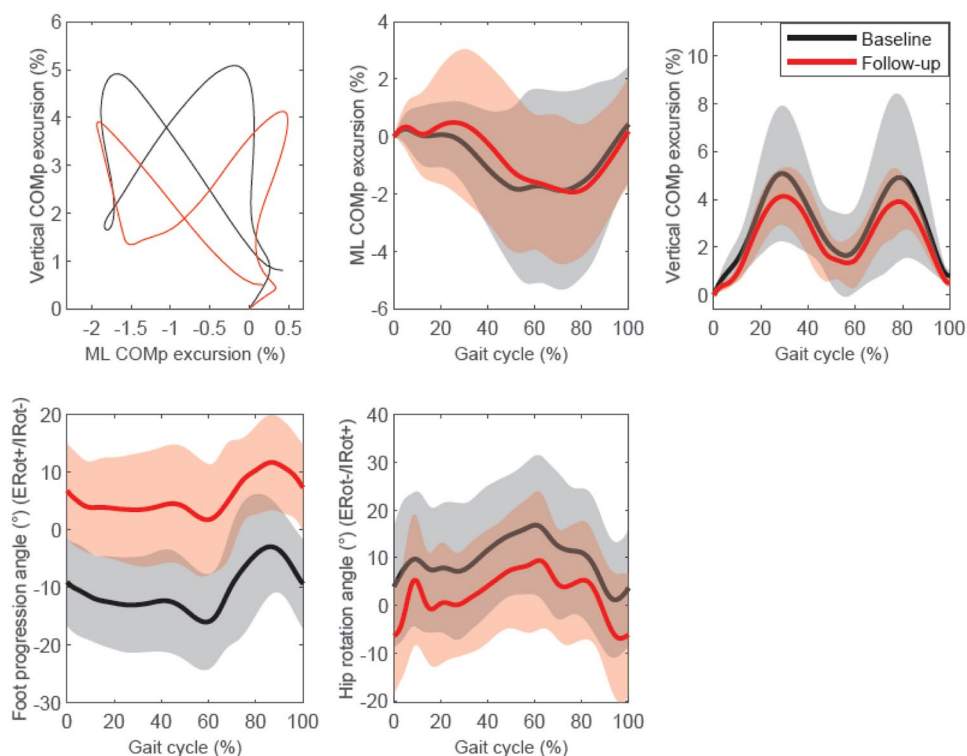 6
5
4
3
2
1
0
Vertical COMp excursion (%)
-2 -1.5 -1 -0.5 0 0.5
ML COMp excursion (%)
4
2
0
-2
-4
-6
ML COMp excursion (%)
0 20 40 60 80 100
Gait cycle (%)
Baseline
Follow-up
10
8
6
4
2
0
Vertical COMp excursion (%)
0 20 40 60 80 100
Gait cycle (%)
20
10
0
-10
-20
-30
Foot progression angle (°) (ERot+/IRot-)
0 20 40 60 80 100
Gait cycle (%)
40
30
20
10
0
-10
-20
Hip rotation angle (°) (ERot-/IRot+)
0 20 40 60 80 100
Gait cycle (%)